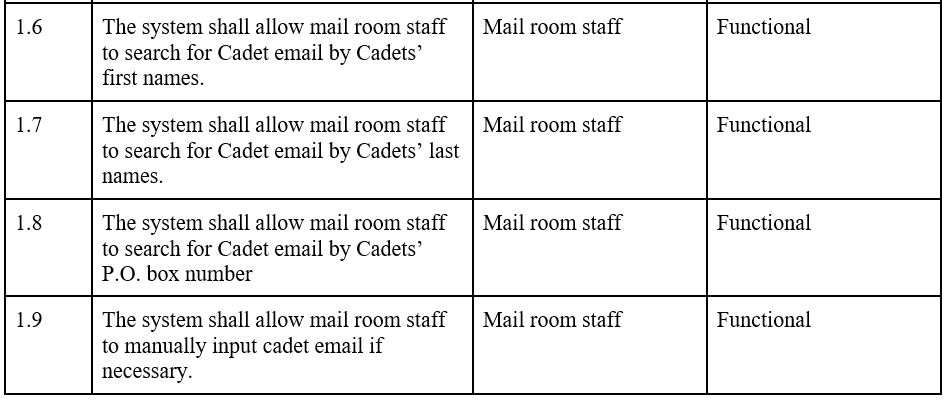 1.6
The system shall allow mail room staff
to search for Cadet email by Cadets’
first names.
Mail room staff
Functional
1.7
The system shall allow mail room staff
to search for Cadet email by Cadets’ last
names.
Mail room staff
Functional
1.8
The system shall allow mail room staff
to search for Cadet email by Cadets’
P.O. box number
Mail room staff
Functional
1.9
The system shall allow mail room staff
to manually input cadet email if
necessary.
Mail room staff
Functional